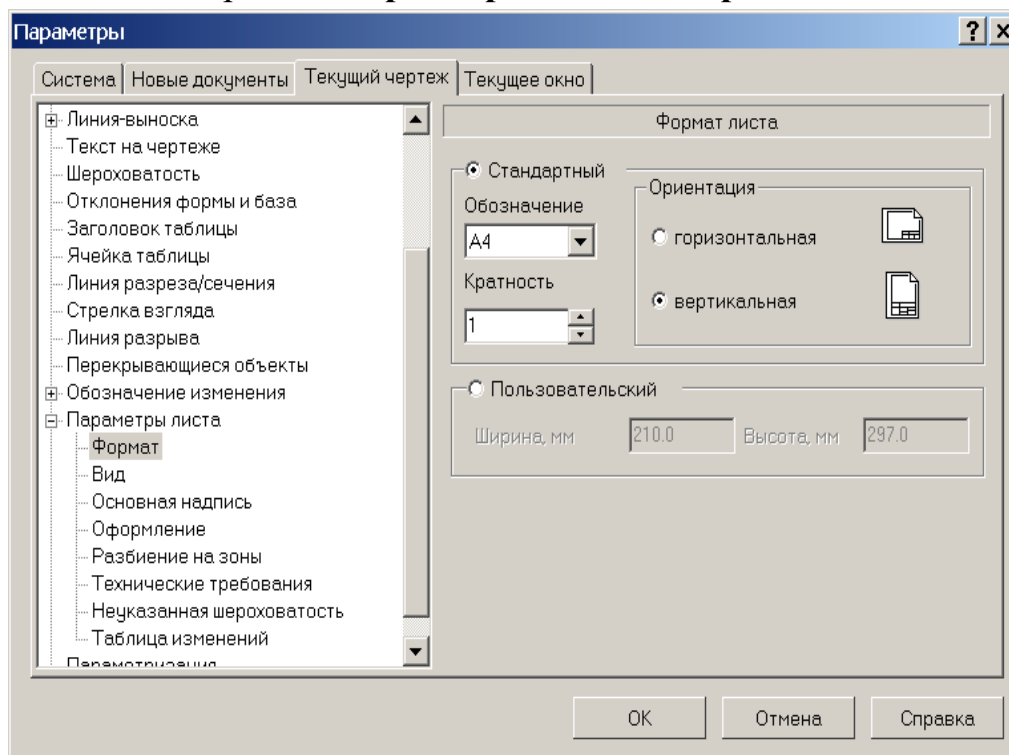 Параметры
Система Новые документы Текущий чертеж Текущее окно
Линия-выноска
Текст на чертеже
Шероховатость
Отклонения формы и база
Заголовок таблицы
Ячейка таблицы
Линия разреза/сечения
Стрелка взгляда
Линия разрыва
Перекрывающиеся объекты
Обозначение изменения
Параметры листа
Формат
Вид
Основная надпись
Оформление
Разбиение на зоны
Технические требования
Неуказанная шероховатость
Таблица изменений
Параметризация
Формат листа
Стандартный
Обозначение
A4
Кратность
1
Ориентация
горизонтальная
вертикальная
Пользовательский
Ширина, мм 210.0 Высота, мм 297.0
OK Отмена Справка